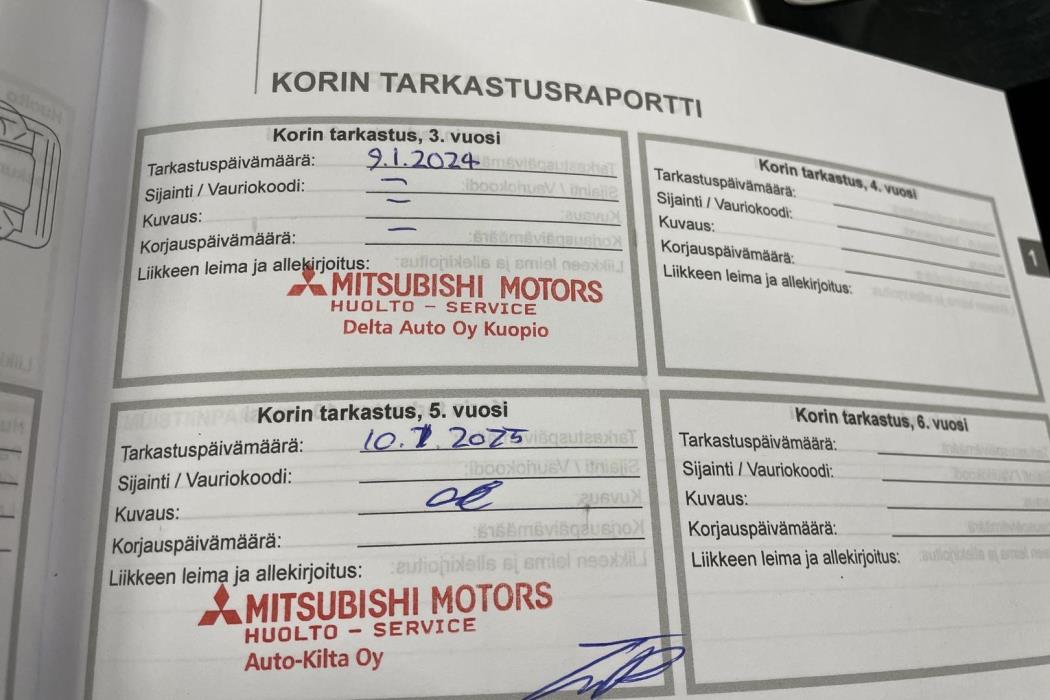 KORIN TARKASTUSRAPORTTI
Korin tarkastus, 3. vuosi
Tarkastuspäivämäärä: 9.1.2024
Sijainti / Vauriokoodi: –
Kuvaus: –
Korjauspäivämäärä: –
Liikkeen leima ja allekirjoitus:
MITSUBISHI MOTORS
HUOLTO – SERVICE
Delta Auto Oy Kuopio
Korin tarkastus, 4. vuosi
Tarkastuspäivämäärä:
Sijainti / Vauriokoodi:
Kuvaus:
Korjauspäivämäärä:
Liikkeen leima ja allekirjoitus:
1
Korin tarkastus, 5. vuosi
Tarkastuspäivämäärä: 10.1.2025
Sijainti / Vauriokoodi:
Kuvaus:
Korjauspäivämäärä:
Liikkeen leima ja allekirjoitus:
MITSUBISHI MOTORS
HUOLTO – SERVICE
Auto-Kilta Oy
Korin tarkastus, 6. vuosi
Tarkastuspäivämäärä:
Sijainti / Vauriokoodi:
Kuvaus:
Korjauspäivämäärä:
Liikkeen leima ja allekirjoitus: